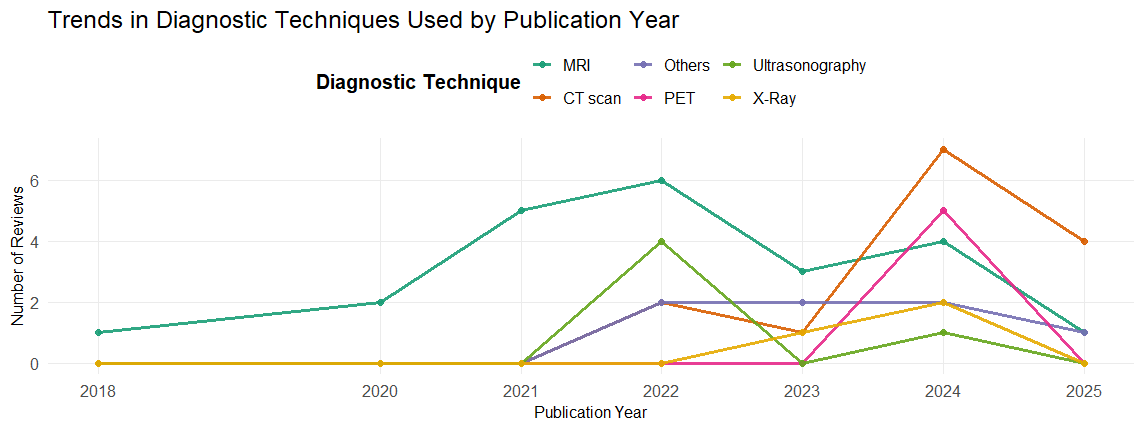 Trends in Diagnostic Techniques Used by Publication Year
Diagnostic Technique
MRI Others Ultrasonography
CT scan PET X-Ray
Number of Reviews
6
4
2
0
2018 2020 2021 2022 2023 2024 2025
Publication Year